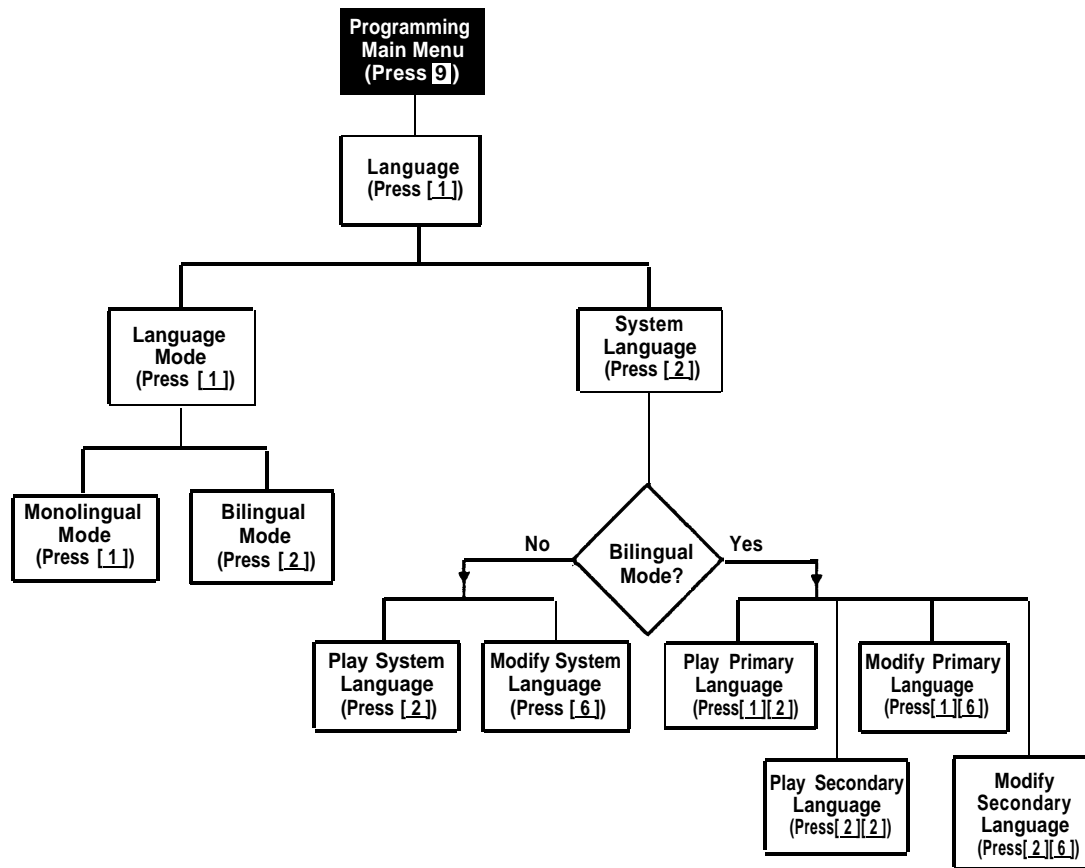 Programming
Main Menu
(Press 9)
Language
(Press [ 1 ])
Language
Mode
(Press [ 1 ])
System
Language
(Press [ 2 ])
Monolingual
Mode
(Press [ 1 ])
Bilingual
Mode
(Press [ 2 ])
No
Bilingual
Mode?
Yes
Play System
Language
(Press [ 2 ])
Modify System
Language
(Press [ 6 ])
Play Primary
Language
(Press[ 1 ][ 2 ])
Modify Primary
Language
(Press[ 1 ][ 6 ])
Play Secondary
Language
(Press[ 2 ][ 2 ])
Modify
Secondary
Language
(Press[ 2 ][ 6 ])